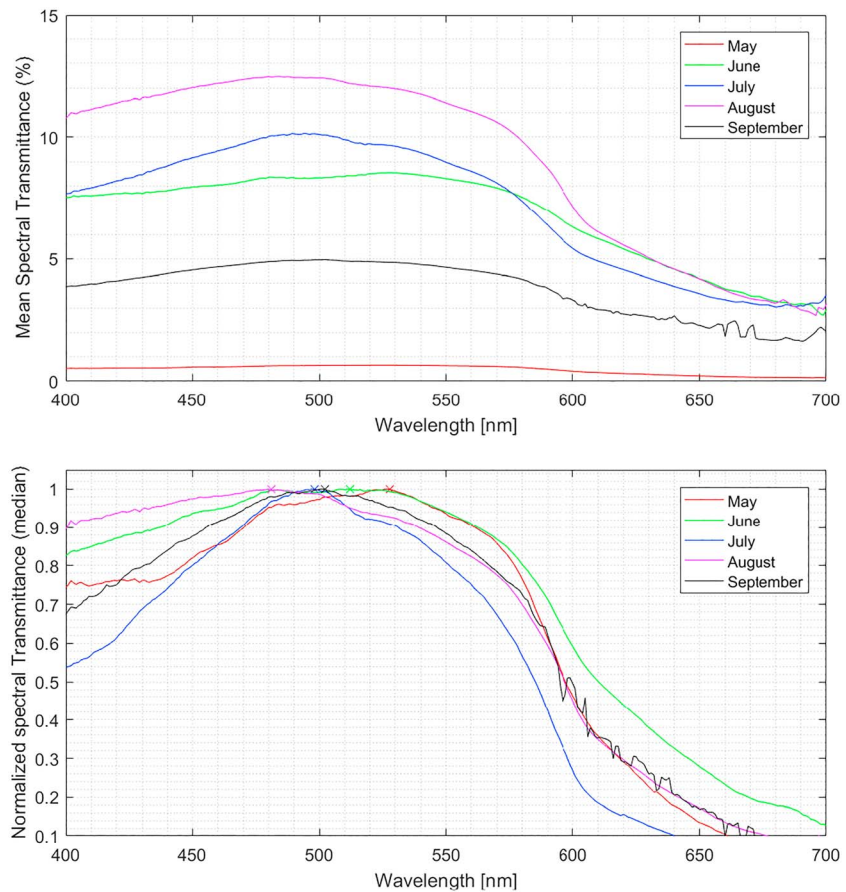 15
10
5
0
Mean Spectral Transmittance (%)
May
June
July
August
September
400 450 500 550 600 650 700
Wavelength [nm]
1
0.9
0.8
0.7
0.6
0.5
0.4
0.3
0.2
0.1
Normalized spectral Transmittance (median)
May
June
July
August
September
400 450 500 550 600 650 700
Wavelength [nm]